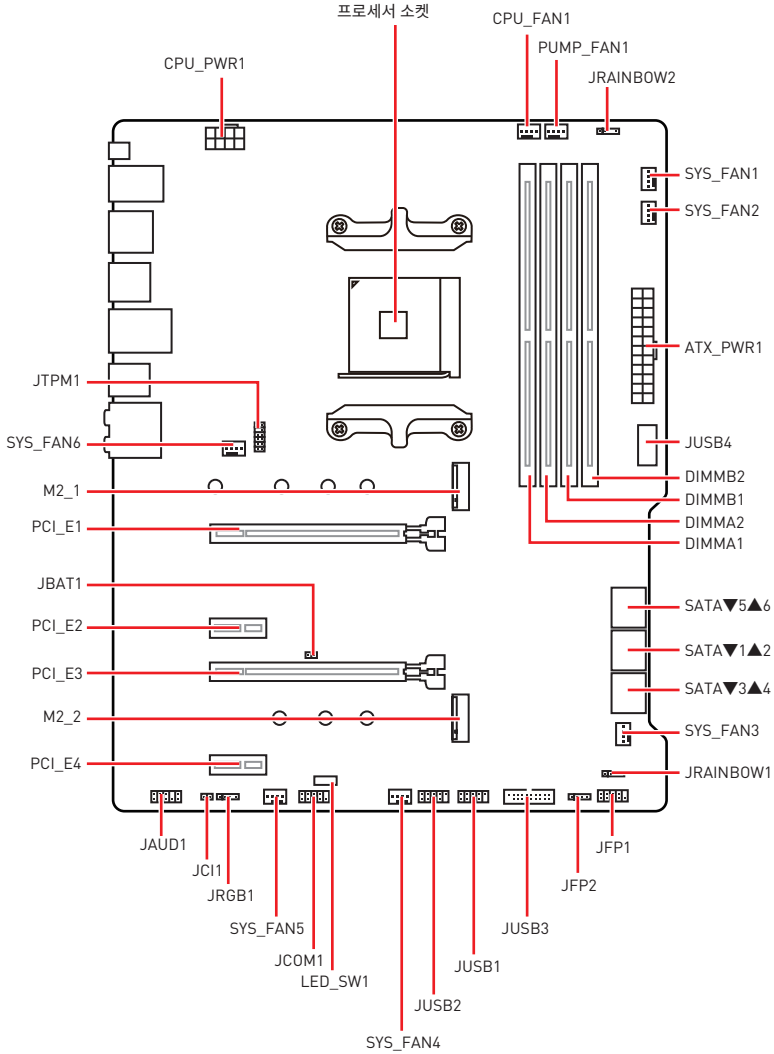 프로세서 소켓
CPU_FAN1
PUMP_FAN1
CPU_PWR1
JRAINBOW2
SYS_FAN1
SYS_FAN2
ATX_PWR1
JTPM1
SYS_FAN6
JUSB4
M2_1
DIMMB2
DIMMB1
PCI_E1
DIMMA2
DIMMA1
JBAT1
SATA▼5▲6
PCI_E2
SATA▼1▲2
PCI_E3
SATA▼3▲4
M2_2
SYS_FAN3
PCI_E4
JRAINBOW1
JAUD1
JFP1
JCI1
JFP2
JRGB1
SYS_FAN5
JUSB3
JCOM1
JUSB1
LED_SW1
JUSB2
SYS_FAN4